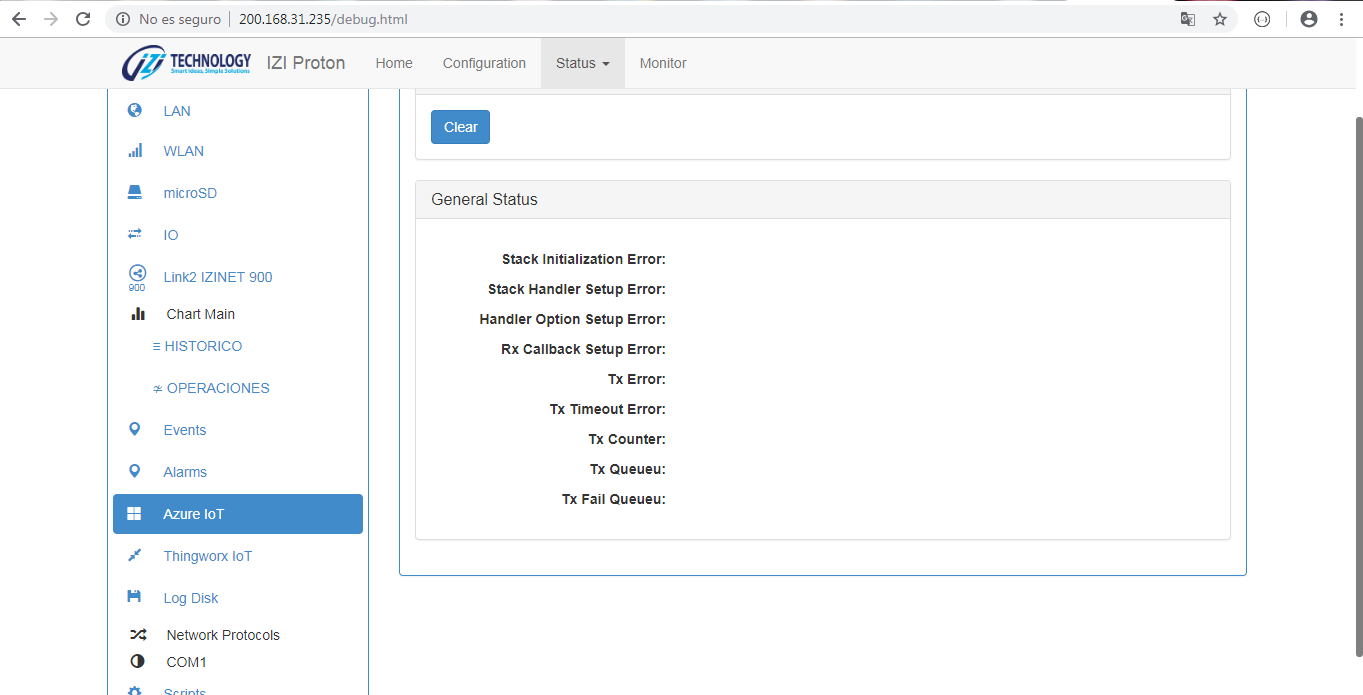 No es seguro
200.168.31.235/debug.html
IZI TECHNOLOGY
Smart Ideas, Simple Solutions
IZI Proton
Home
Configuration
Status
Monitor
LAN
WLAN
microSD
IO
900
Link2 IZINET 900
Chart Main
HISTORICO
OPERACIONES
Events
Alarms
Azure IoT
Thingworx IoT
Log Disk
Network Protocols
COM1
Scripts
Clear
General Status
Stack Initialization Error:
Stack Handler Setup Error:
Handler Option Setup Error:
Rx Callback Setup Error:
Tx Error:
Tx Timeout Error:
Tx Counter:
Tx Queueu:
Tx Fail Queueu: